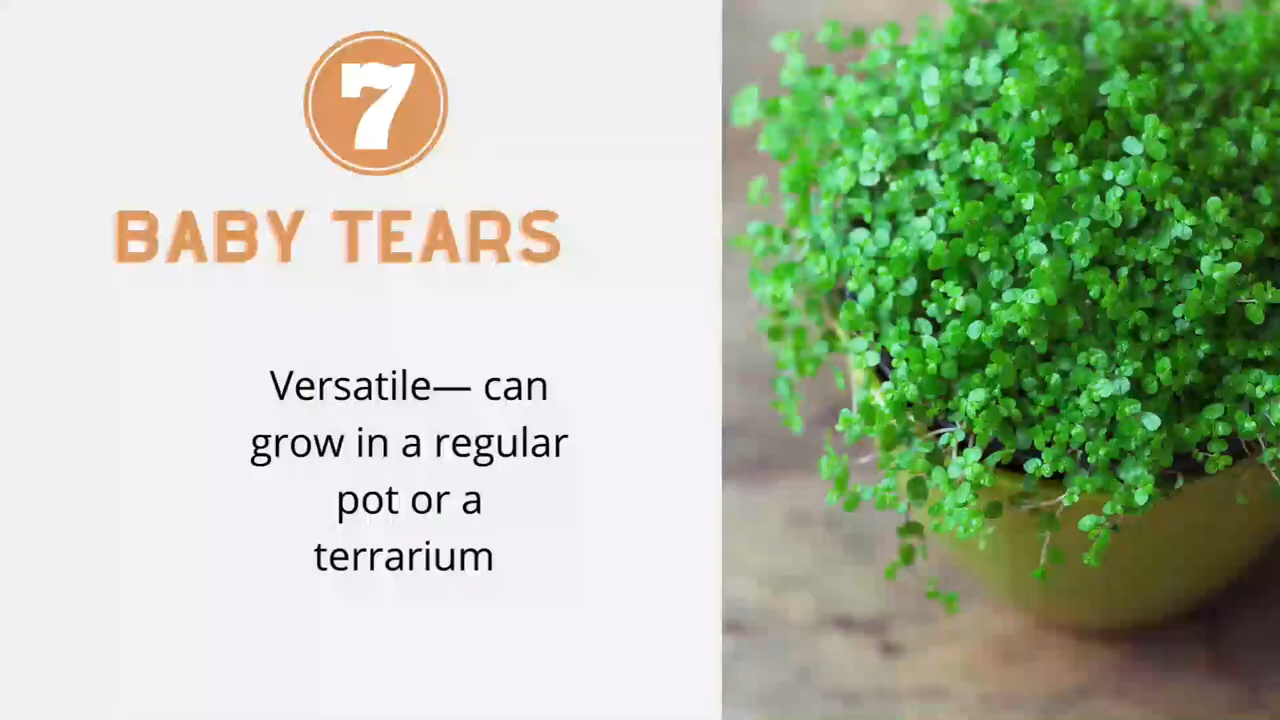 7
BABY TEARS
Versatile— can
grow in a regular
pot or a
terrarium